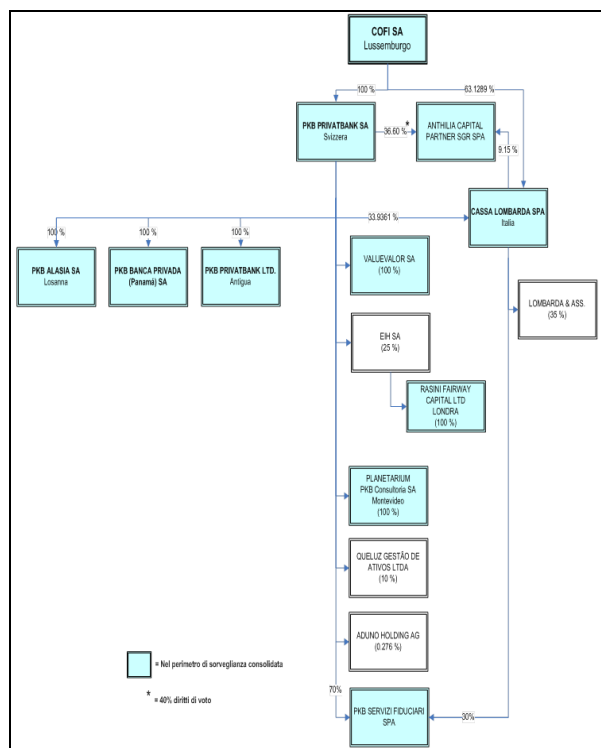 COFI SA
Lussemburgo
100 %
63.1289 %
PKB PRIVATBANK SA
Svizzera
36.60 %
*
ANTHILIA CAPITAL
PARTNER SGR SPA
9.15 %
CASSA LOMBARDA SPA
Italia
33.9361 %
100 %
100 %
100 %
PKB ALASIA SA
Losanna
PKB BANCA PRIVADA
(Panamá) SA
PKB PRIVATBANK LTD.
Antigua
VALUEVALOR SA
(100 %)
LOMBARDA & ASS.
(35 %)
EIH SA
(25 %)
RASINI FAIRWAY
CAPITAL LTD
LONDRA
(100 %)
PLANETARIUM
PKB Consultoria SA
Montevideo
(100 %)
QUELUZ GESTÃO DE
ATIVOS LTDA
(10 %)
ADUNO HOLDING AG
(0.276 %)
= Nel perimetro di sorveglianza consolidata
* = 40% diritti di voto
70%
PKB SERVIZI FIDUCIARI
SPA
30%